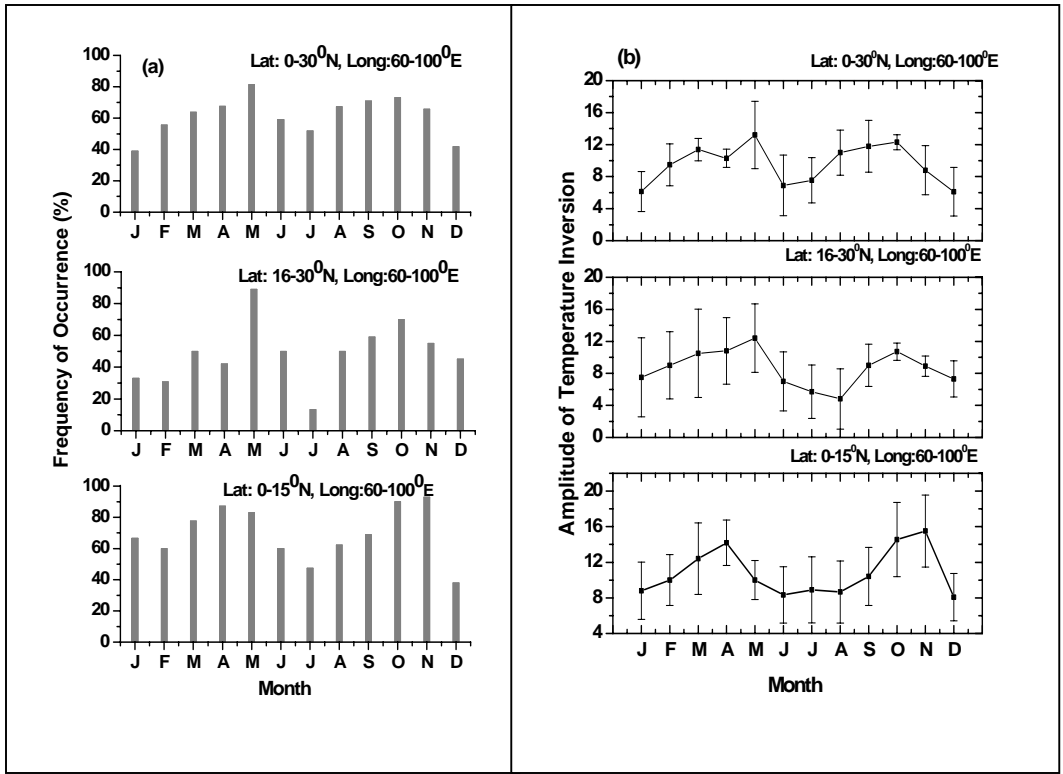 (a)
Lat: 0-30⁰N, Long:60-100⁰E
100
80
60
40
20
0
J F M A M J J A S O N D
Lat: 16-30⁰N, Long:60-100⁰E
100
80
60
40
20
0
J F M A M J J A S O N D
Lat: 0-15⁰N, Long:60-100⁰E
100
80
60
40
20
0
J F M A M J J A S O N D
Month
Frequency of Occurrence (%)
(b)
Lat: 0-30⁰N, Long:60-100⁰E
20
16
12
8
4
0
J F M A M J J A S O N D
Lat: 16-30⁰N, Long:60-100⁰E
20
16
12
8
4
0
J F M A M J J A S O N D
Lat: 0-15⁰N, Long:60-100⁰E
20
16
12
8
4
J F M A M J J A S O N D
Month
Amplitude of Temperature Inversion